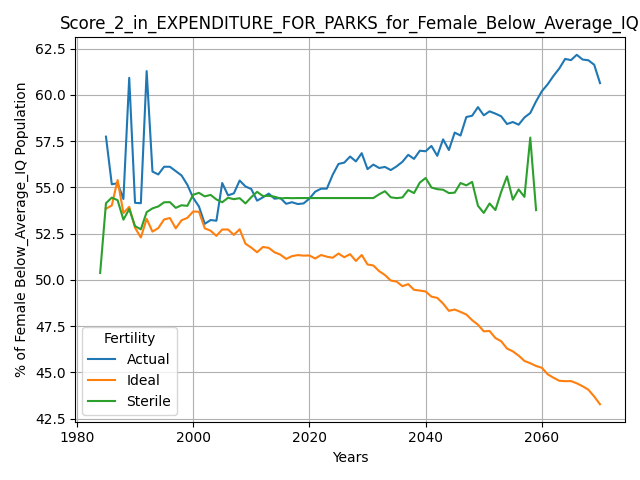 Score_2_in_EXPENDITURE_FOR_PARKS_for_Female_Below_Average_IQ
% of Female Below_Average_IQ Population
62.5
60.0
57.5
55.0
52.5
50.0
47.5
45.0
42.5
Fertility
Actual
Ideal
Sterile
1980
2000
2020
2040
2060
Years